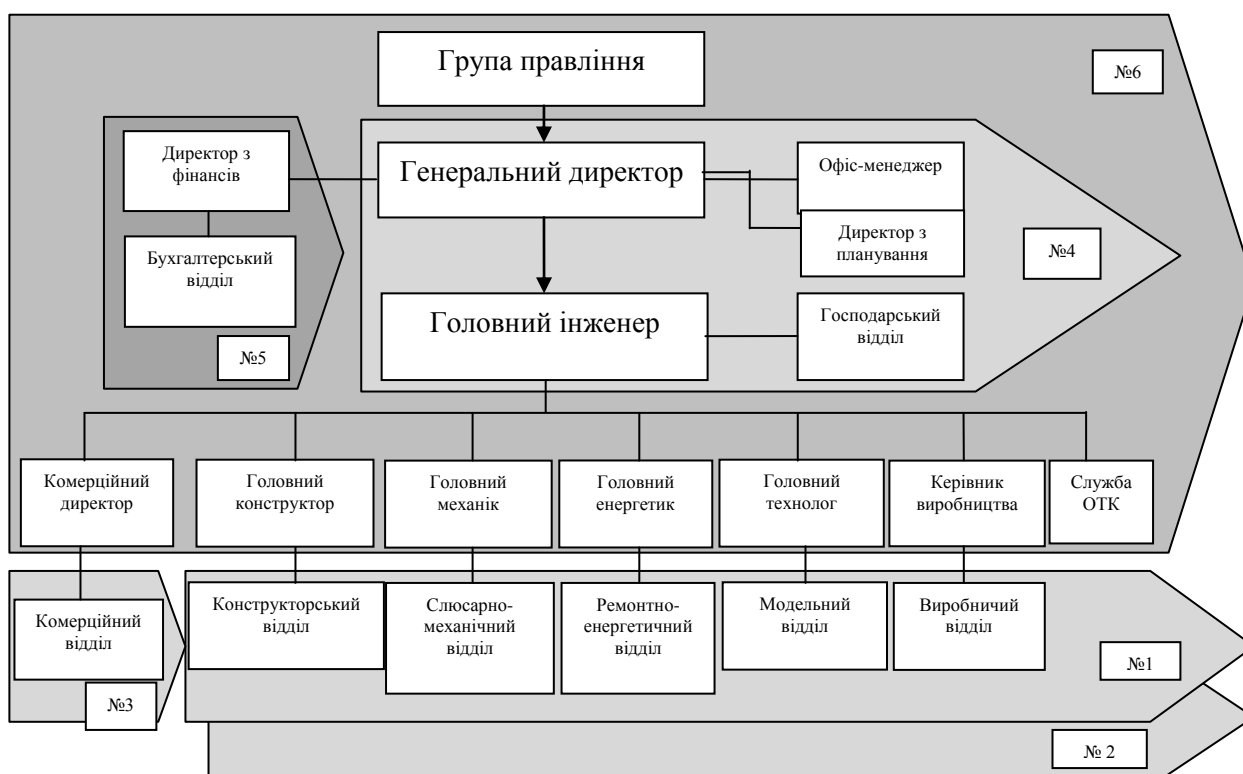 Група правління
№6
Директор з
фінансів
Генеральний директор
Офіс-менеджер
Директор з
планування
№4
Бухгалтерський
відділ
№5
Головний інженер
Господарський
відділ
Комерційний
директор
Головний
конструктор
Головний
механік
Головний
енергетик
Головний
технолог
Керівник
виробництва
Служба
ОТК
Комерційний
відділ
№3
Конструкторський
відділ
Слюсарно-
механічний
відділ
Ремонтно-
енергетичний
відділ
Модельний
відділ
Виробничий
відділ
№1
№ 2